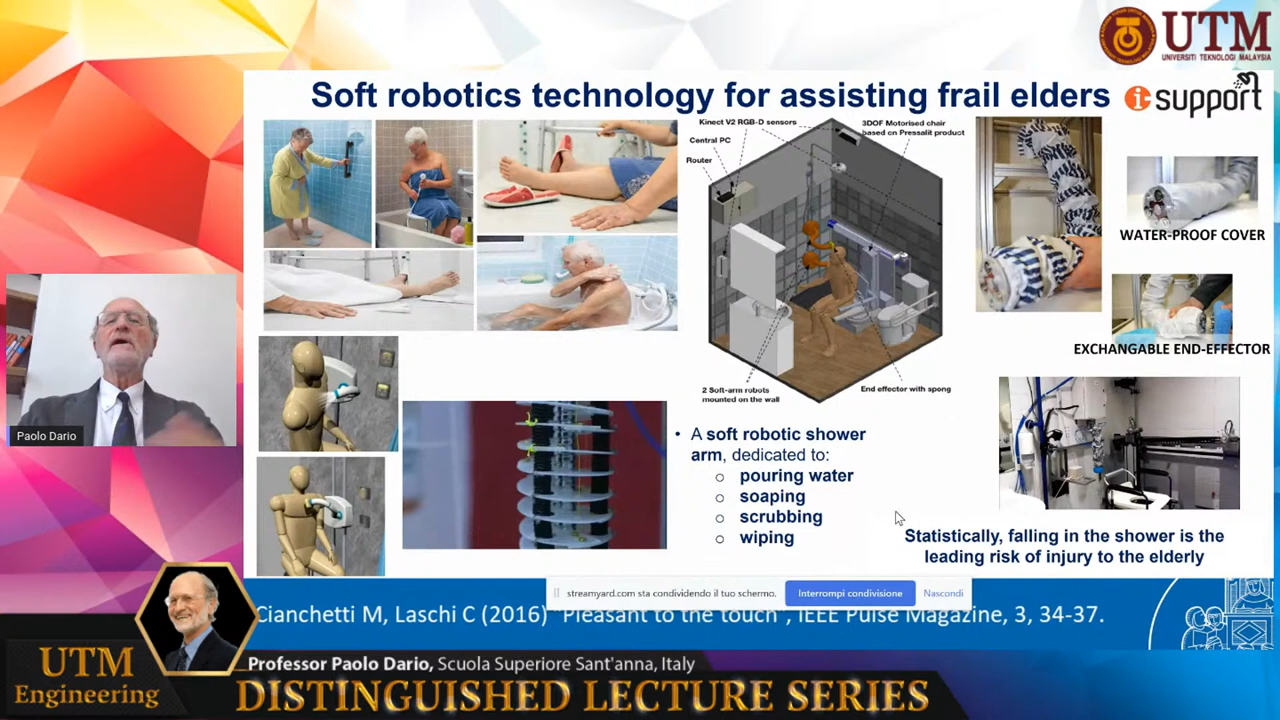 UTM
UNIVERSITI TEKNOLOGI MALAYSIA
Soft robotics technology for assisting frail elders
i-support
Kinect V2 RGB-D sensors
Central PC
Router
3DOF Motorised chair
based on Pressalit product
WATER-PROOF COVER
EXCHANGABLE END-EFFECTOR
2 Soft-arm robots
mounted on the wall
End effector with spong
• A soft robotic shower
arm, dedicated to:
○ pouring water
○ soaping
○ scrubbing
○ wiping
Statistically, falling in the shower is the
leading risk of injury to the elderly
Paolo Dario
streamyard.com sta condividendo il tuo schermo.
Interrompi condivisione
Nascondi
Cianchetti M, Laschi C (2016) "Pleasant to the touch", IEEE Pulse Magazine, 3, 34-37.
UTM
Engineering
Professor Paolo Dario, Scuola Superiore Sant'anna, Italy
DISTINGUISHED LECTURE SERIES